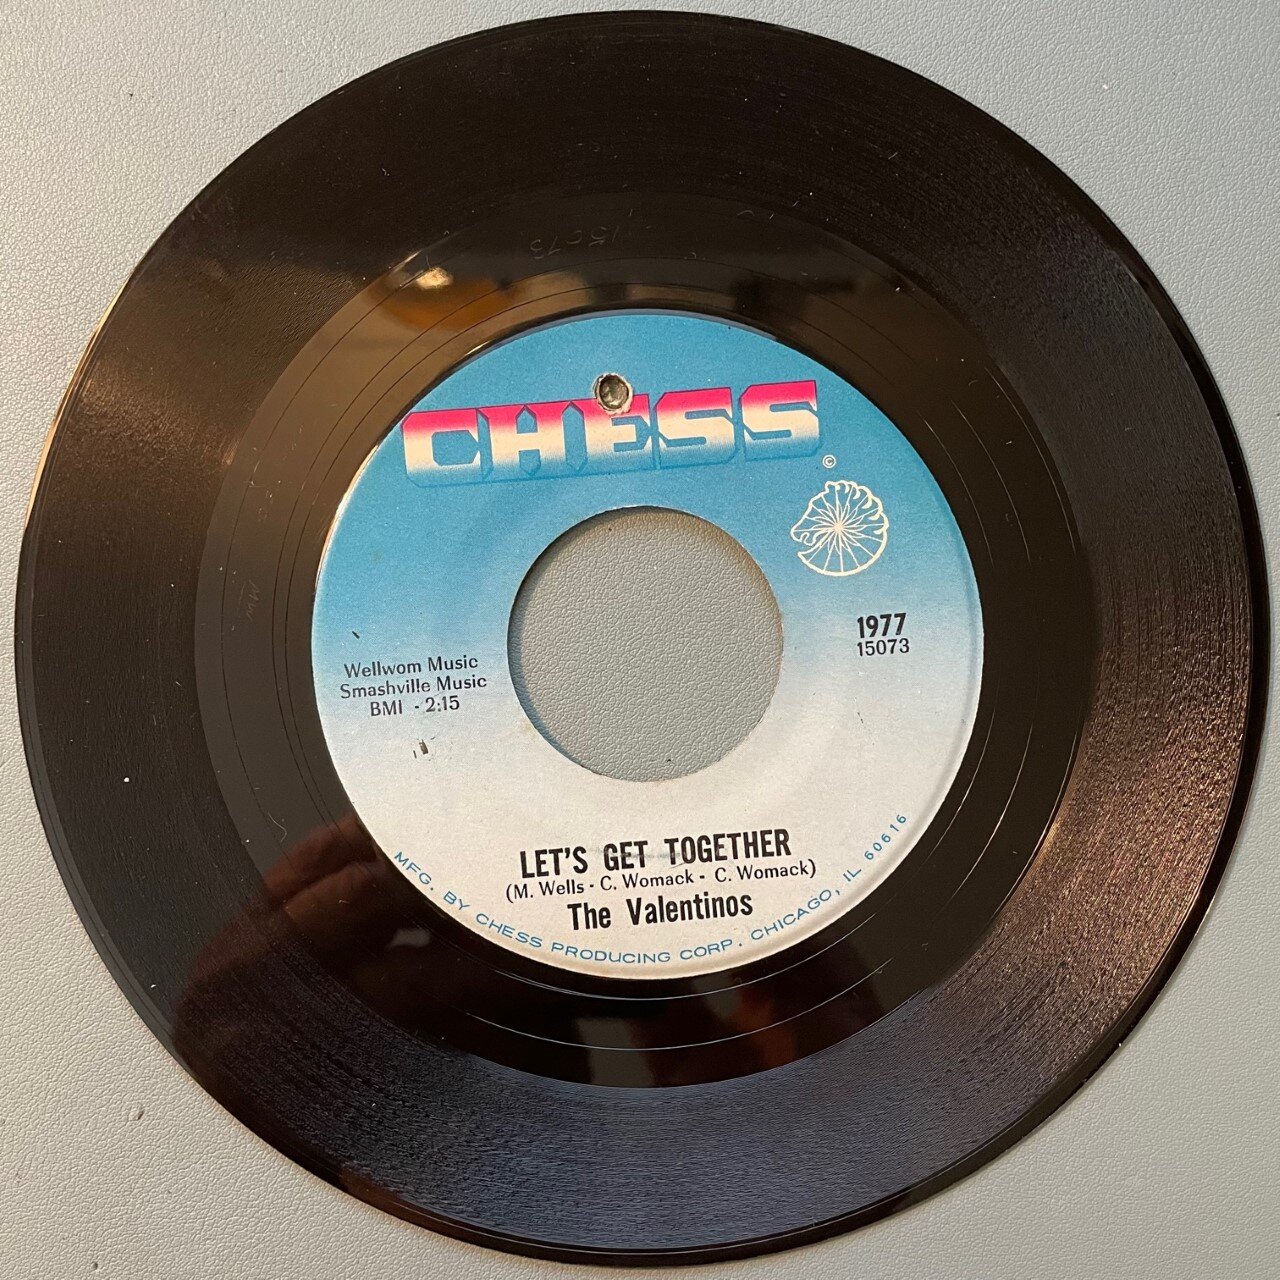 15073
CHESS
©
1977
15073
Wellwom Music
Smashville Music
BMI - 2:15
LET'S GET TOGETHER
(M. Wells - C. Womack - C. Womack)
The Valentinos
MFG. BY CHESS PRODUCING CORP. CHICAGO, IL 60616